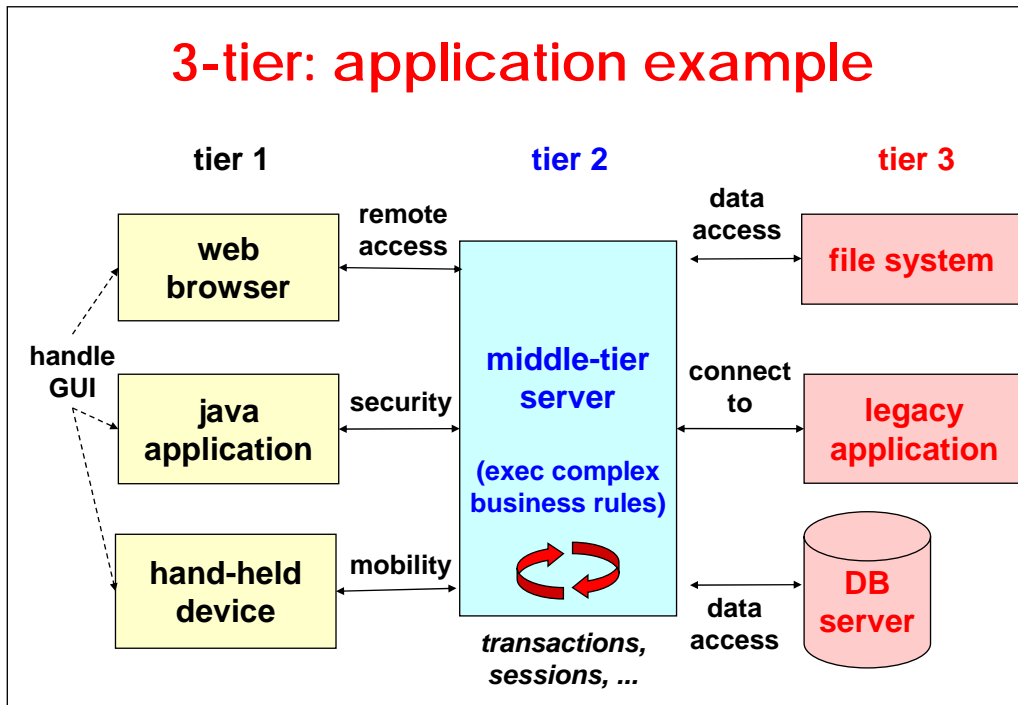 3-tier: application example
tier 1
tier 2
tier 3
web
browser
remote
access
data
access
file system
handle
GUI
java
application
security
middle-tier
server
(exec complex
business rules)
connect
to
legacy
application
hand-held
device
mobility
transactions,
sessions, ...
data
access
DB
server